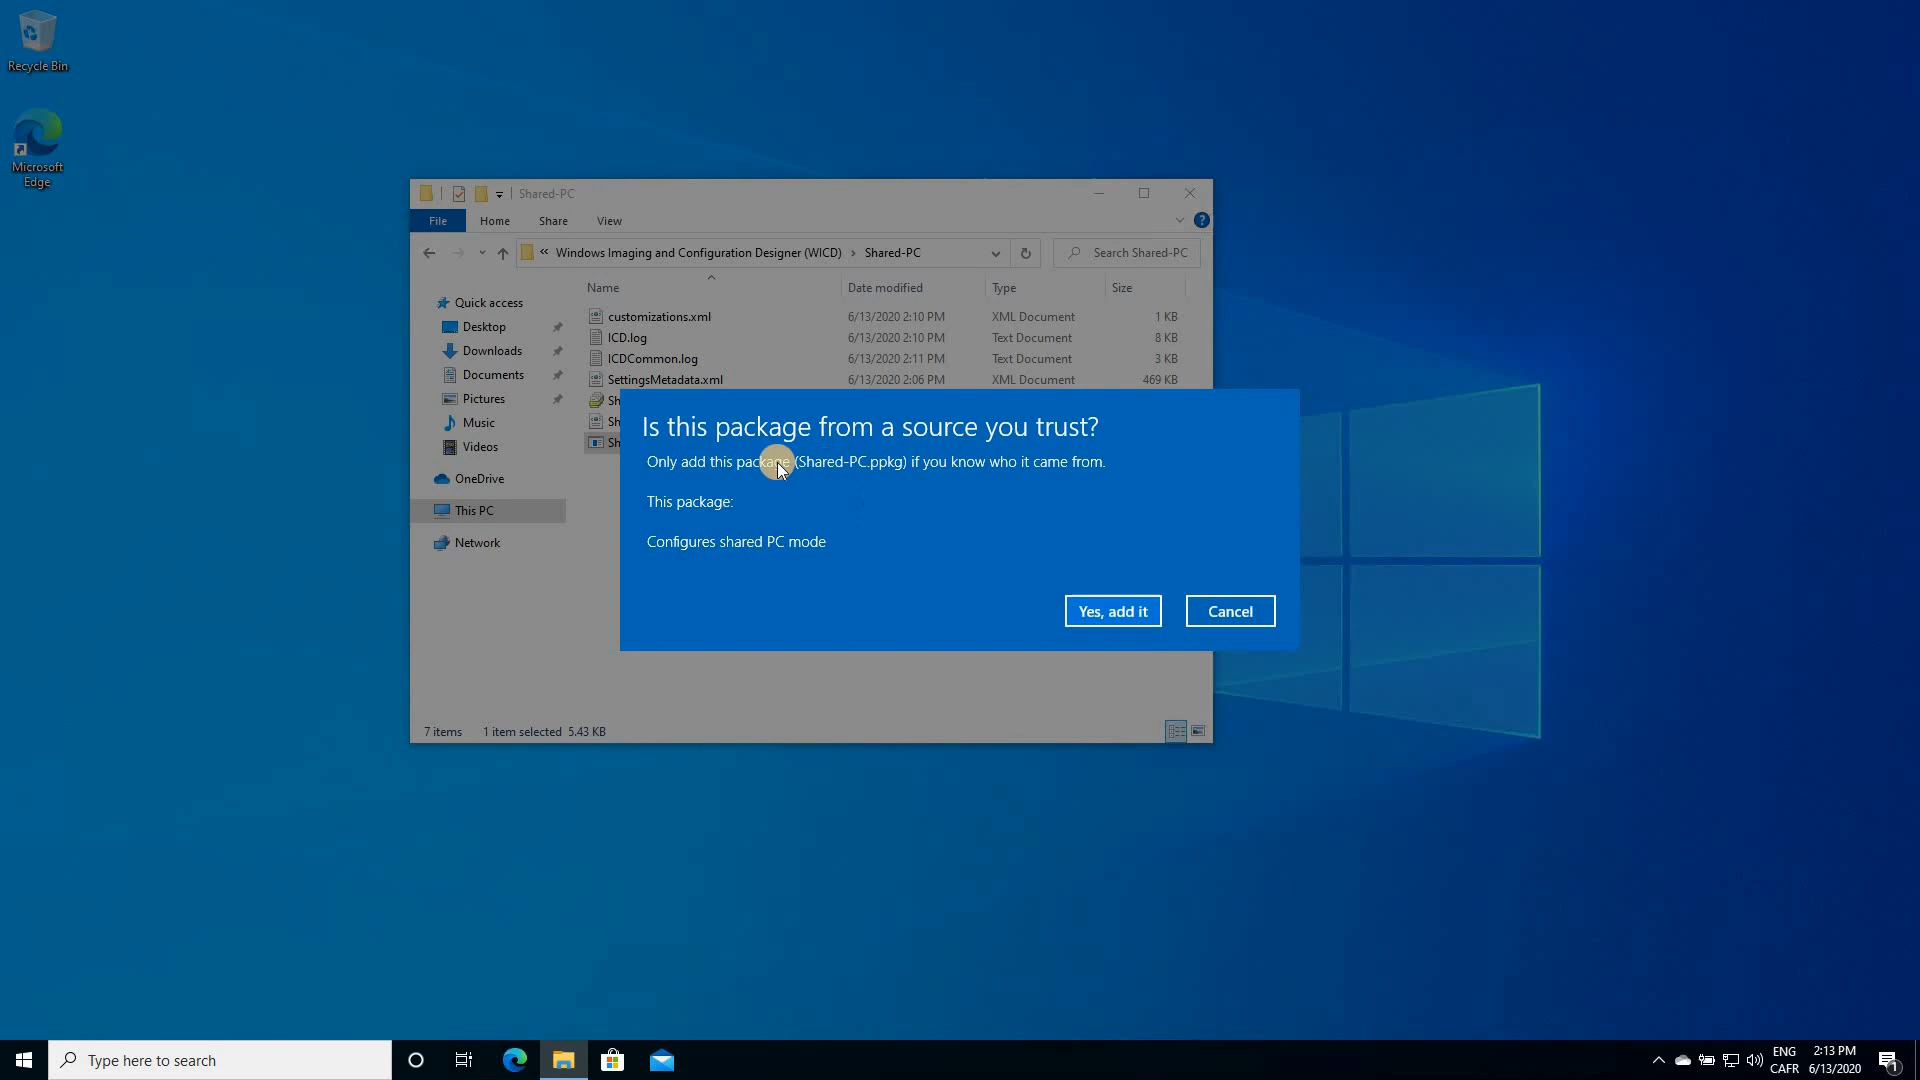 Recycle Bin
Microsoft
Edge
Shared-PC
File Home Share View
« Windows Imaging and Configuration Designer (WICD) › Shared-PC
Search Shared-PC
Name Date modified Type Size
customizations.xml 6/13/2020 2:10 PM XML Document 1 KB
ICD.log 6/13/2020 2:10 PM Text Document 8 KB
ICDCommon.log 6/13/2020 2:11 PM Text Document 3 KB
SettingsMetadata.xml 6/13/2020 2:06 PM XML Document 469 KB
Sh
Sh
Sh
Quick access
Desktop
Downloads
Documents
Pictures
Music
Videos
OneDrive
This PC
Network
Is this package from a source you trust?
Only add this package (Shared-PC.ppkg) if you know who it came from.
This package:
Configures shared PC mode
Yes, add it Cancel
7 items 1 item selected 5.43 KB
Type here to search
ENG
CAFR
2:13 PM
6/13/2020
1